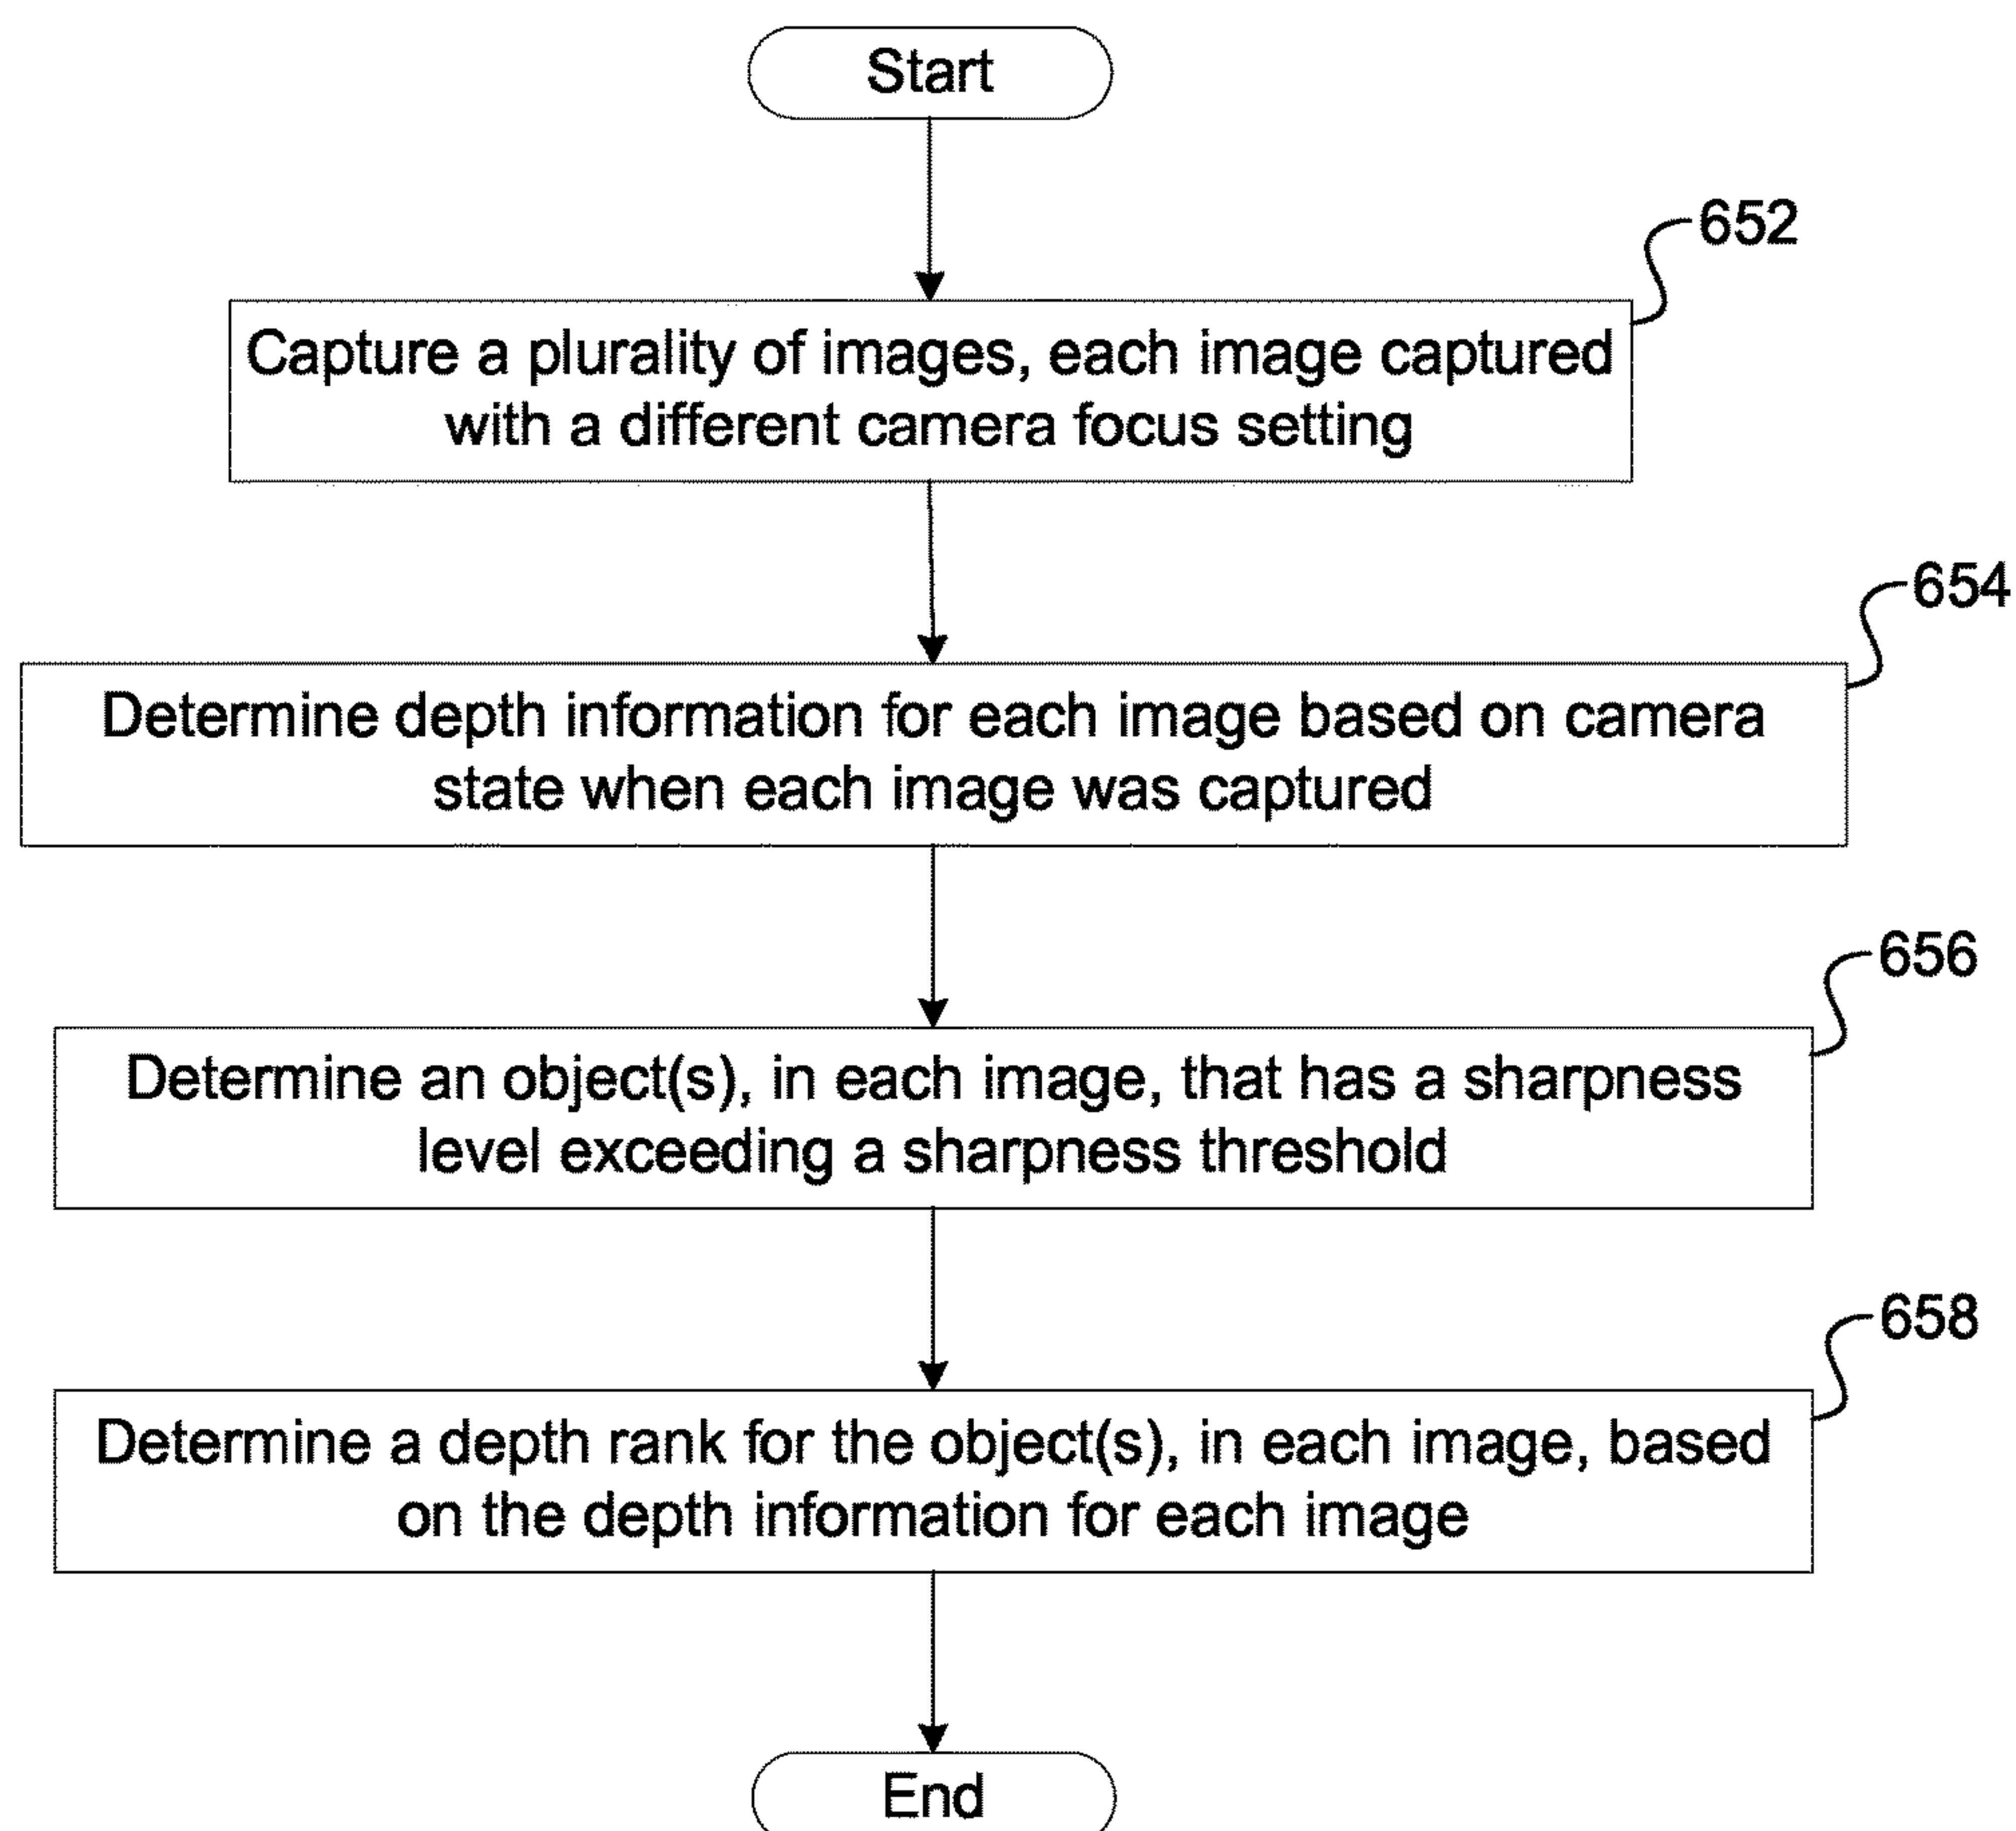 Start
652
Capture a plurality of images, each image captured
with a different camera focus setting
654
Determine depth information for each image based on camera
state when each image was captured
656
Determine an object(s), in each image, that has a sharpness
level exceeding a sharpness threshold
658
Determine a depth rank for the object(s), in each image, based
on the depth information for each image
End